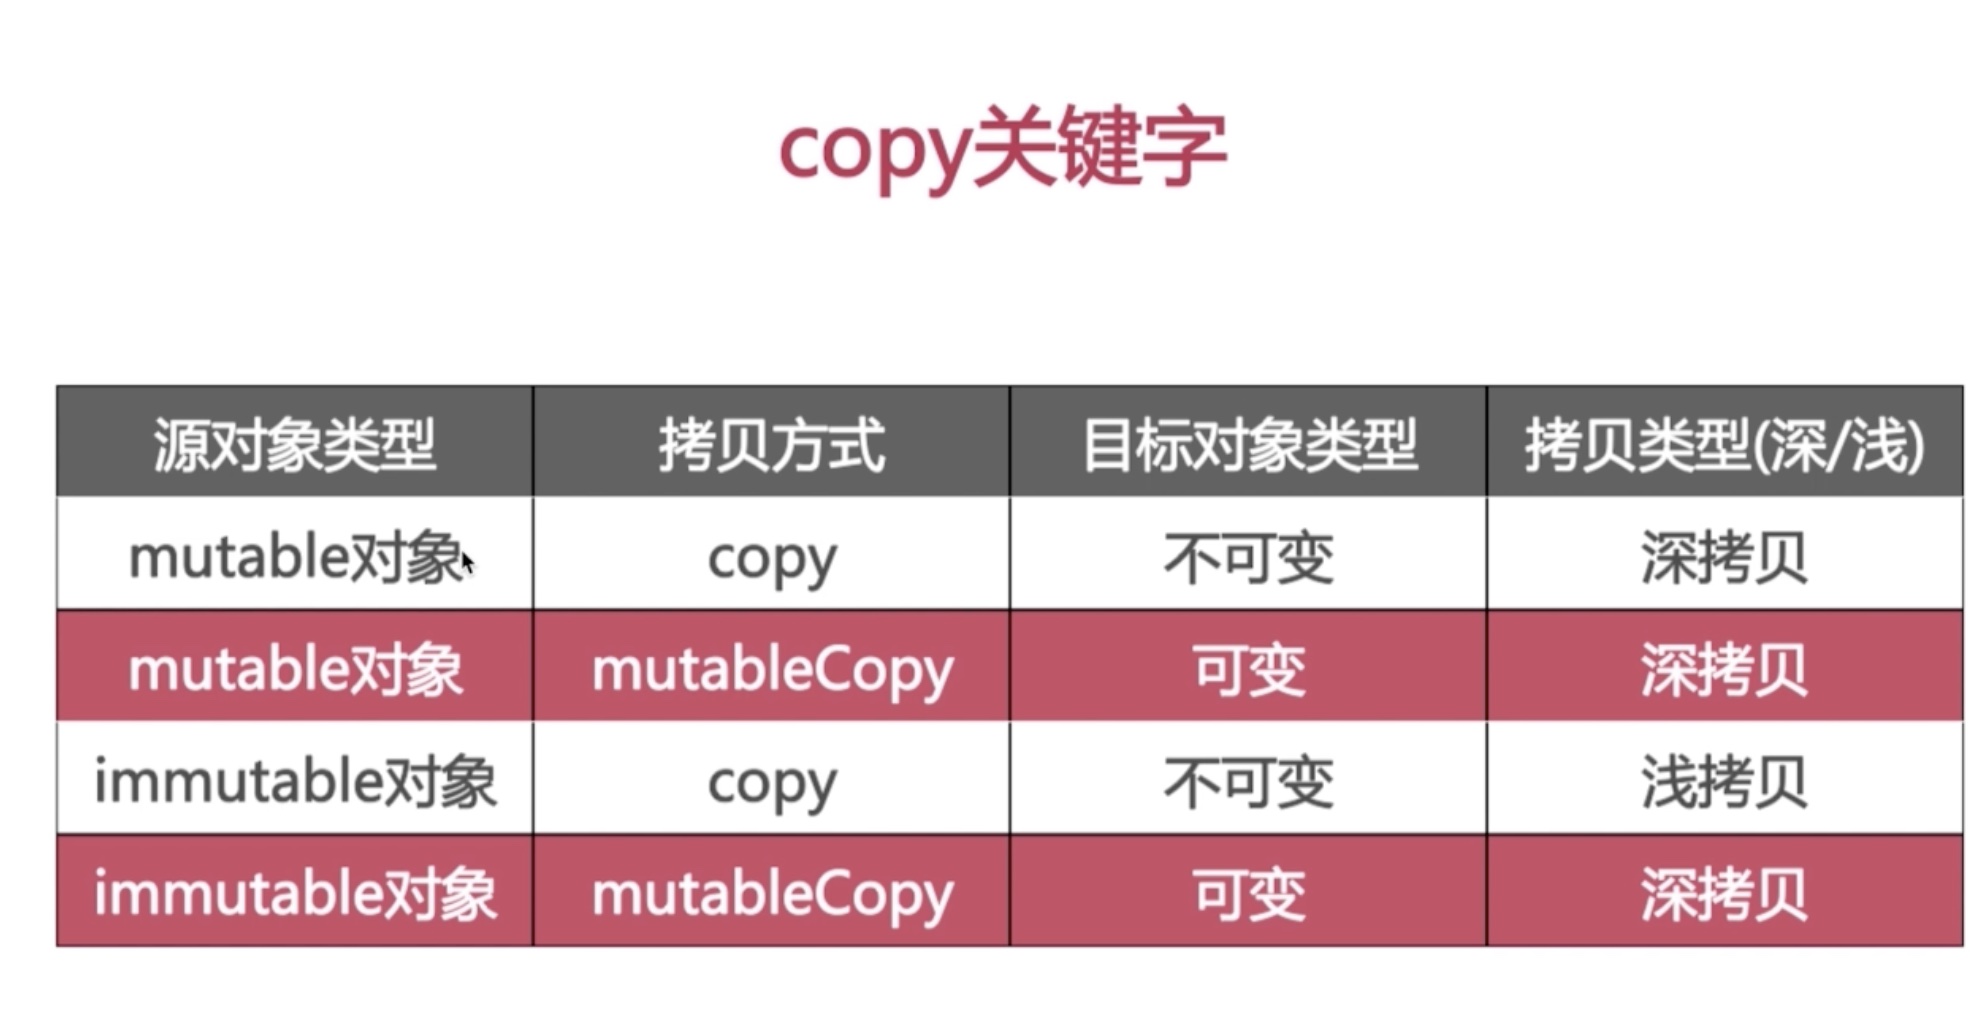 copy关键字
源对象类型 拷贝方式 目标对象类型 拷贝类型(深/浅)
mutable对象 copy 不可变 深拷贝
mutable对象 mutableCopy 可变 深拷贝
immutable对象 copy 不可变 浅拷贝
immutable对象 mutableCopy 可变 深拷贝